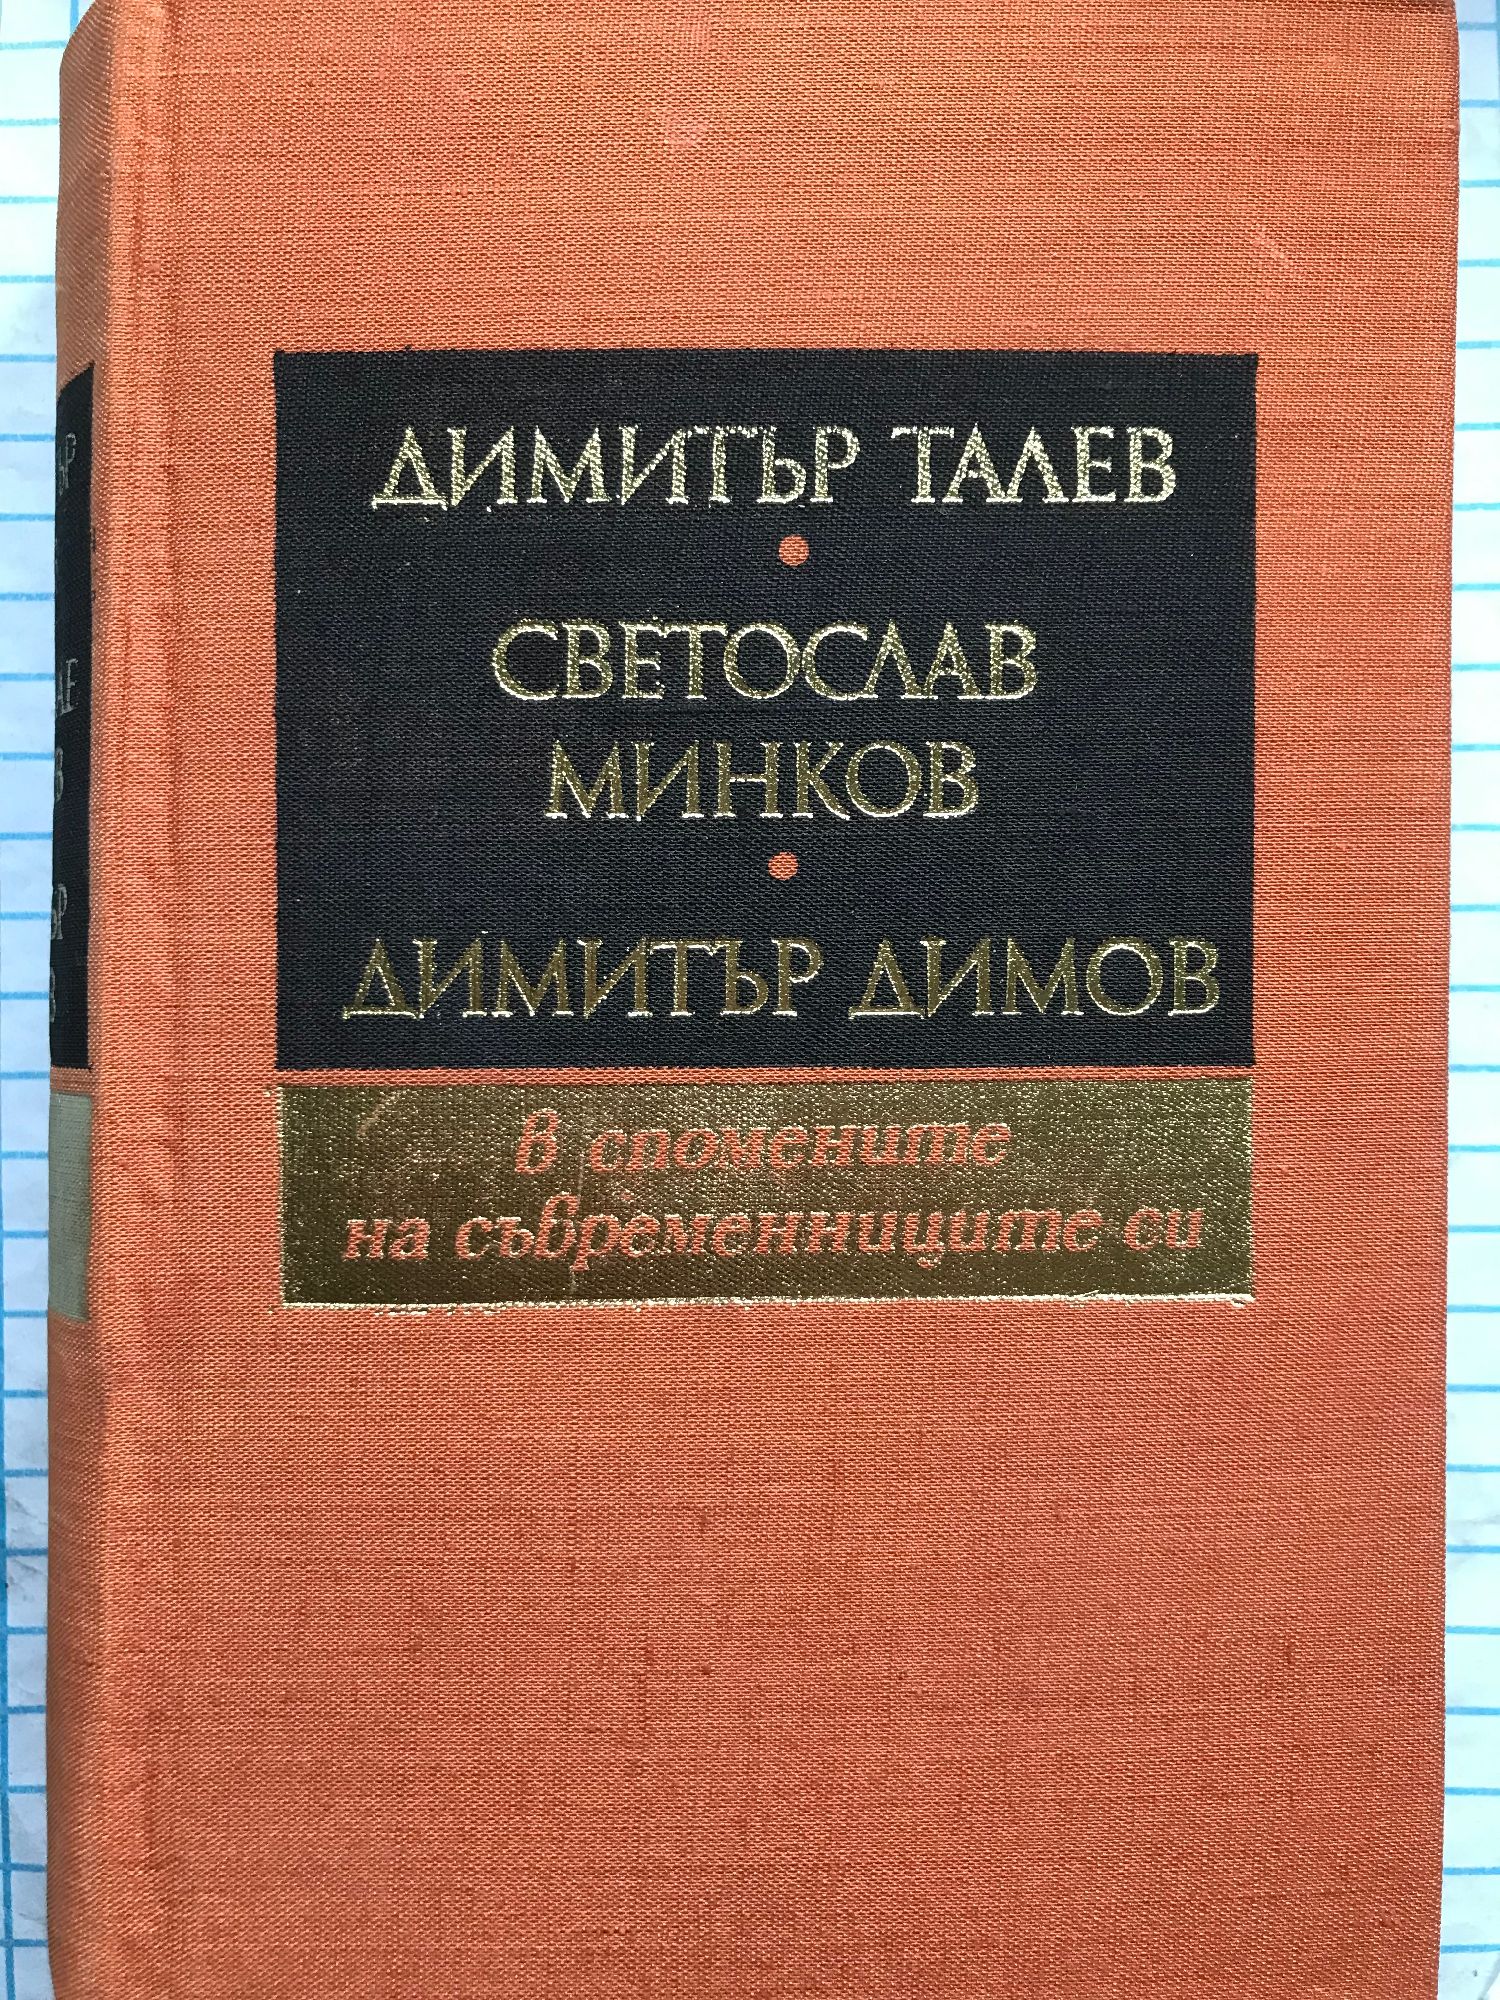 ДИМИТЪР ТАЛЕВ
СВЕТОСЛАВ
МИНКОВ
ДИМИТЪР ДИМОВ
в спомените
на съвременниците си